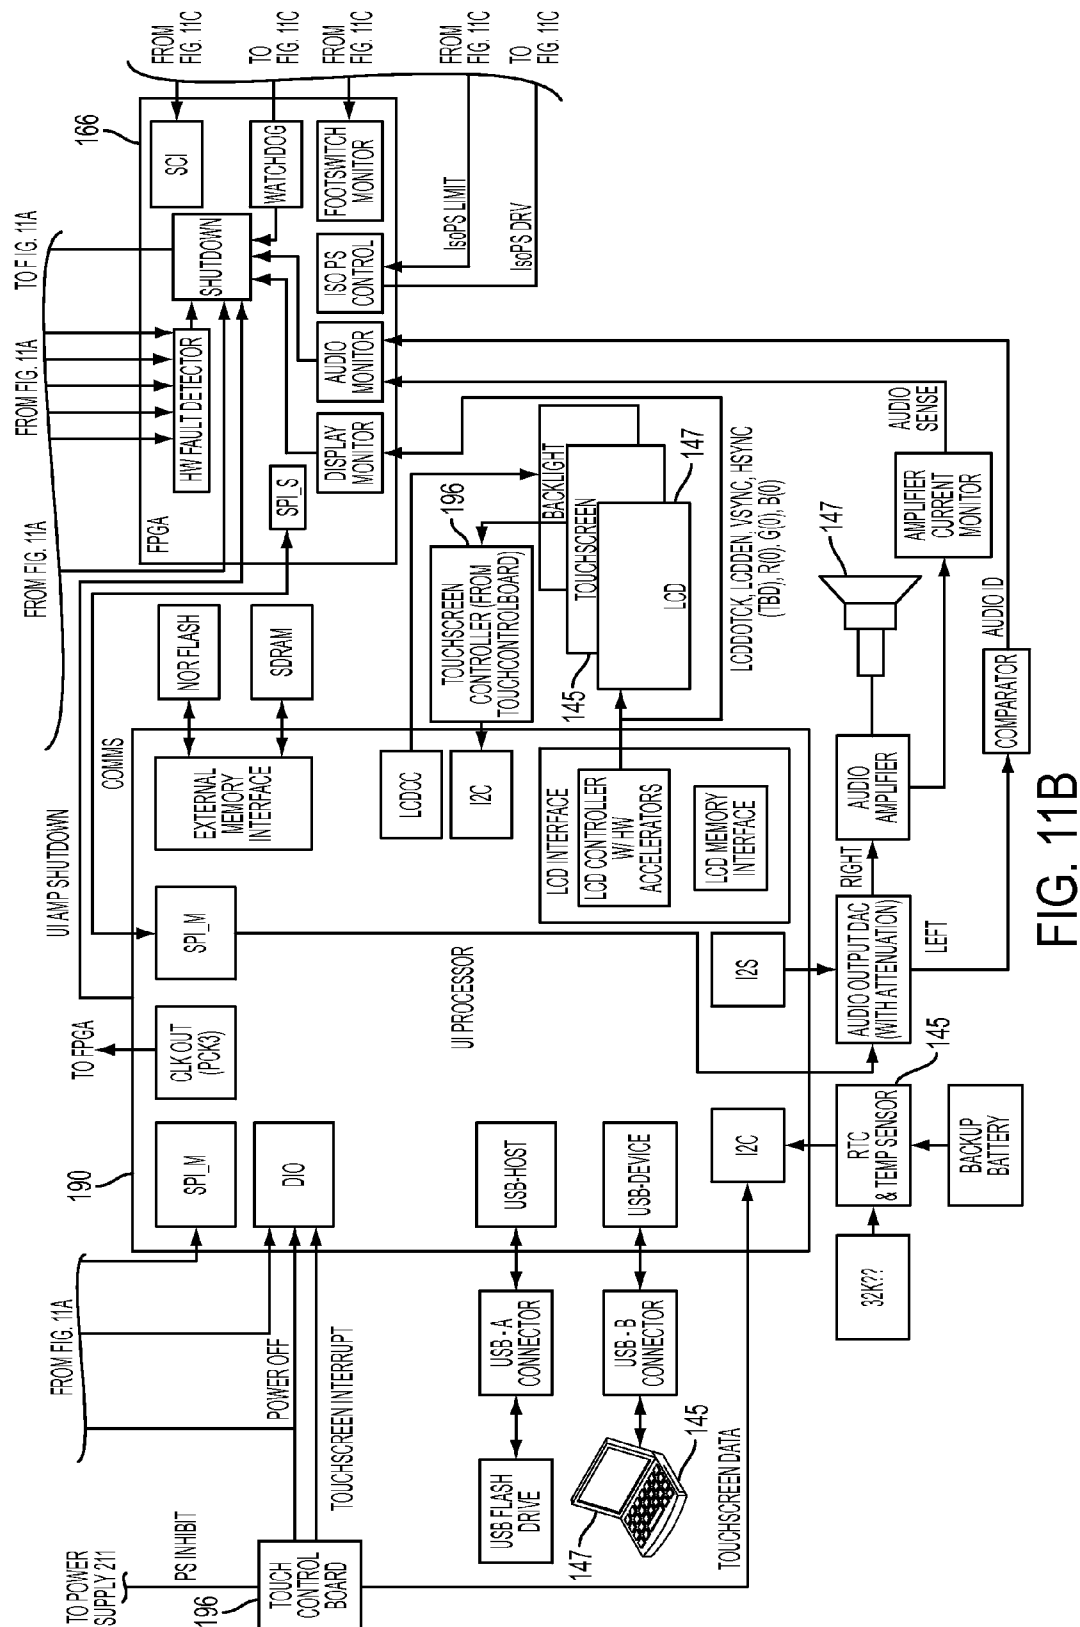 TO POWER
SUPPLY 211
PS INHIBIT
196
TOUCH
CONTROL
BOARD
FROM FIG. 11A
POWER OFF
TOUCHSCREEN INTERRUPT
USB FLASH
DRIVE
USB - A
CONNECTOR
147
145
USB - B
CONNECTOR
TOUCHSCREEN DATA
190
SPI_M
DIO
USB-HOST
USB-DEVICE
I2C
32K??
RTC
& TEMP SENSOR
145
BACKUP
BATTERY
TO FPGA
CLK OUT
(PCK3)
SPI_M
UI PROCESSOR
I2S
AUDIO OUTPUT DAC
(WITH ATTENUATION)
RIGHT
LEFT
UI AMP SHUTDOWN
COMMS
EXTERNAL
MEMORY
INTERFACE
NOR FLASH
SDRAM
LCDCC
I2C
LCD INTERFACE
LCD CONTROLLER
W/ HW
ACCELERATORS
LCD MEMORY
INTERFACE
TOUCHSCREEN
CONTROLLER (FROM
TOUCHCONTROLBOARD)
196
145
BACKLIGHT
TOUCHSCREEN
LCD
147
LCDDOTCK, LCDDEN, VSYNC, HSYNC
(TBD), R(0). G(0), B(0)
AUDIO
AMPLIFIER
147
AMPLIFIER
CURRENT
MONITOR
AUDIO
SENSE
COMPARATOR
AUDIO ID
FROM FIG. 11A
FROM FIG. 11A
TO FIG. 11A
166
FPGA
HW FAULT DETECTOR
SHUTDOWN
SCI
WATCHDOG
SPI_S
DISPLAY
MONITOR
AUDIO
MONITOR
ISO PS
CONTROL
FOOTSWITCH
MONITOR
IsoPS LIMIT
IsoPS DRV
FROM
FIG. 11C
TO
FIG. 11C
FROM
FIG. 11C
FROM
FIG. 11C
TO
FIG. 11C
FIG. 11B